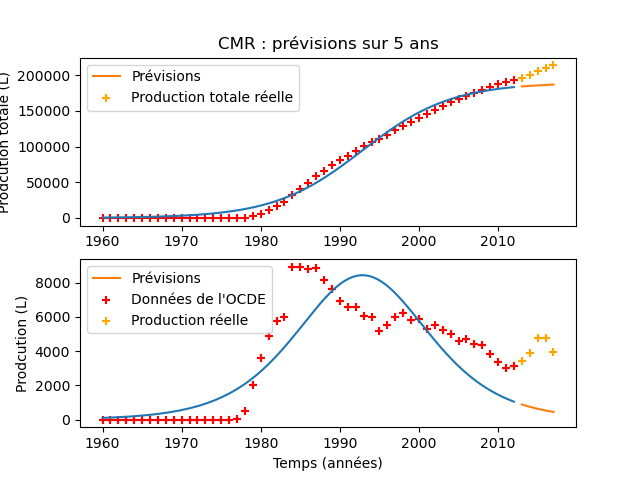 CMR : prévisions sur 5 ans
Prodcution totale (L)
200000
150000
100000
50000
0
Prévisions
Production totale réelle
1960 1970 1980 1990 2000 2010
Prodcution (L)
8000
6000
4000
2000
0
Prévisions
Données de l'OCDE
Production réelle
1960 1970 1980 1990 2000 2010
Temps (années)